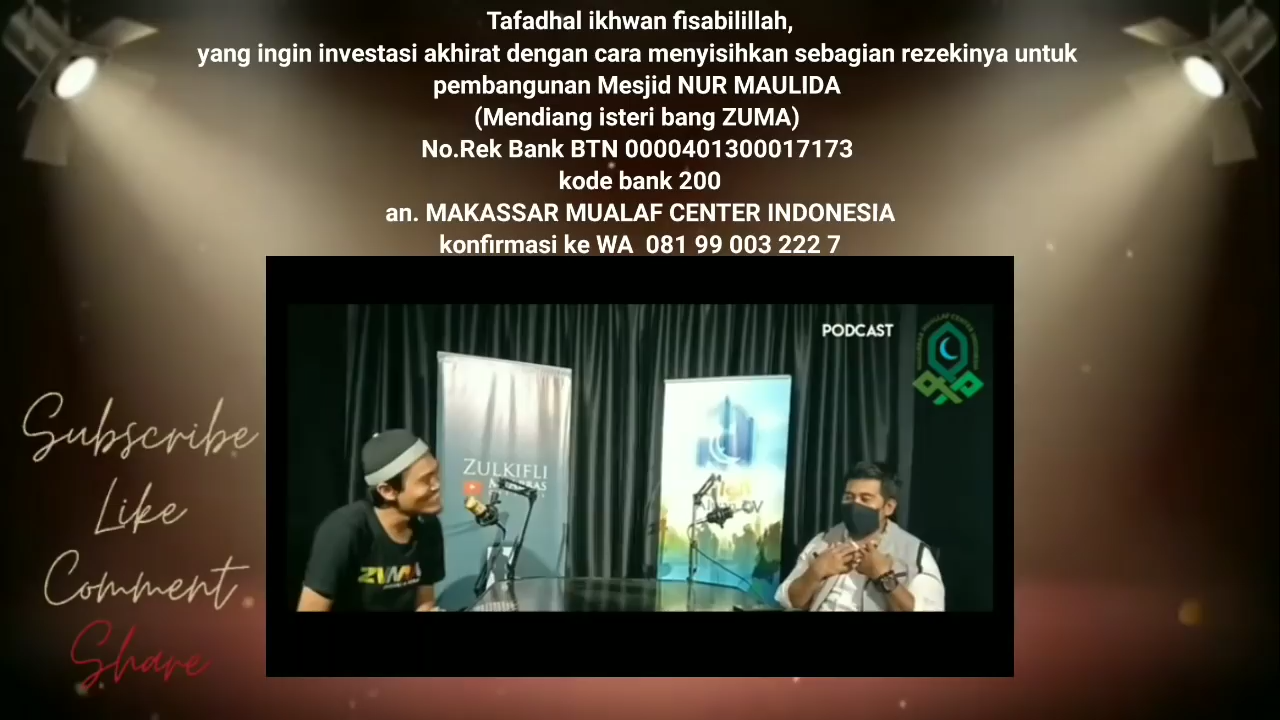 Tafadhal ikhwan fisabilillah,
yang ingin investasi akhirat dengan cara menyisihkan sebagian rezekinya untuk
pembangunan Mesjid NUR MAULIDA
(Mendiang isteri bang ZUMA)
No.Rek Bank BTN 0000401300017173
kode bank 200
an. MAKASSAR MUALAF CENTER INDONESIA
konfirmasi ke WA 081 99 003 222 7
PODCAST
ZULKIFLI
Subscribe
Like
Comment
Share